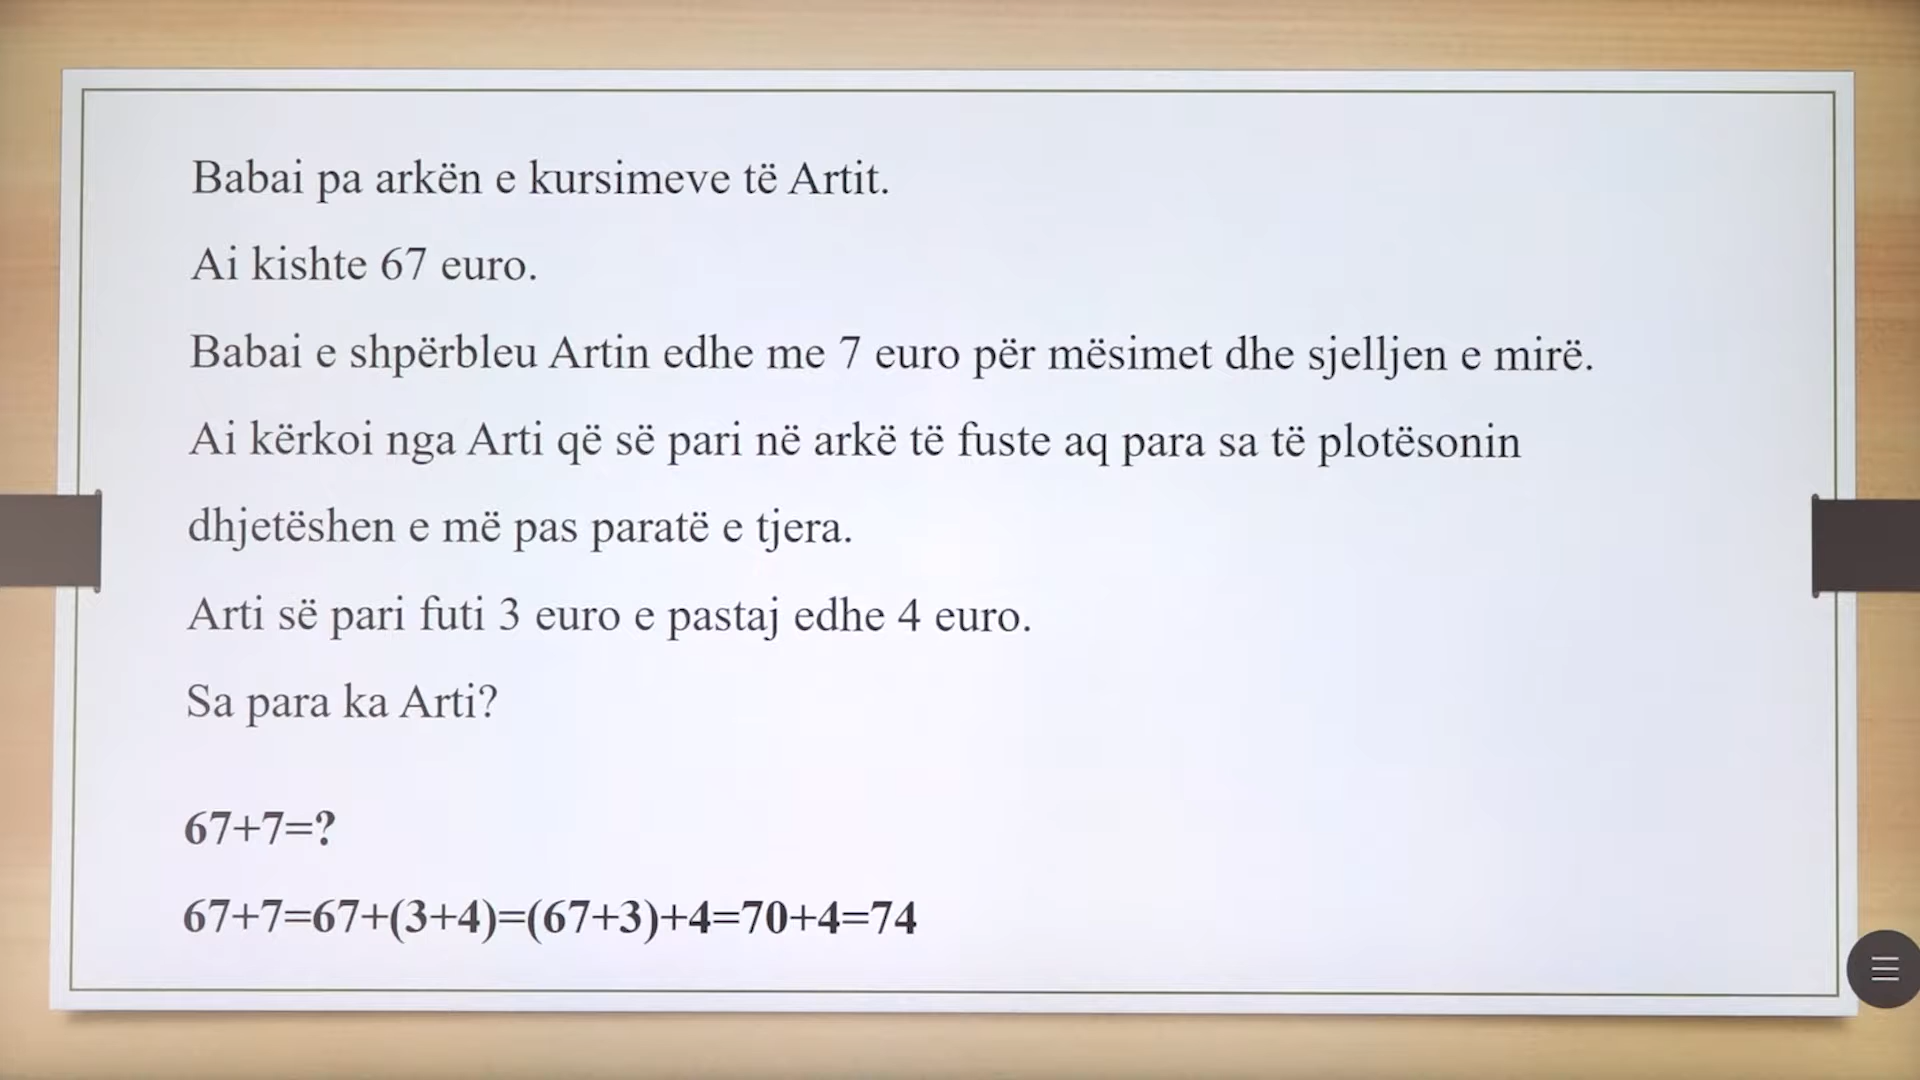 Babai pa arkën e kursimeve të Artit.
Ai kishte 67 euro.
Babai e shpërbleu Artin edhe me 7 euro për mësimet dhe sjelljen e mirë.
Ai kërkoi nga Arti që së pari në arkë të fuste aq para sa të plotësonin
dhjetëshen e më pas paratë e tjera.
Arti së pari futi 3 euro e pastaj edhe 4 euro.
Sa para ka Arti?
67+7=?
67+7=67+(3+4)=(67+3)+4=70+4=74